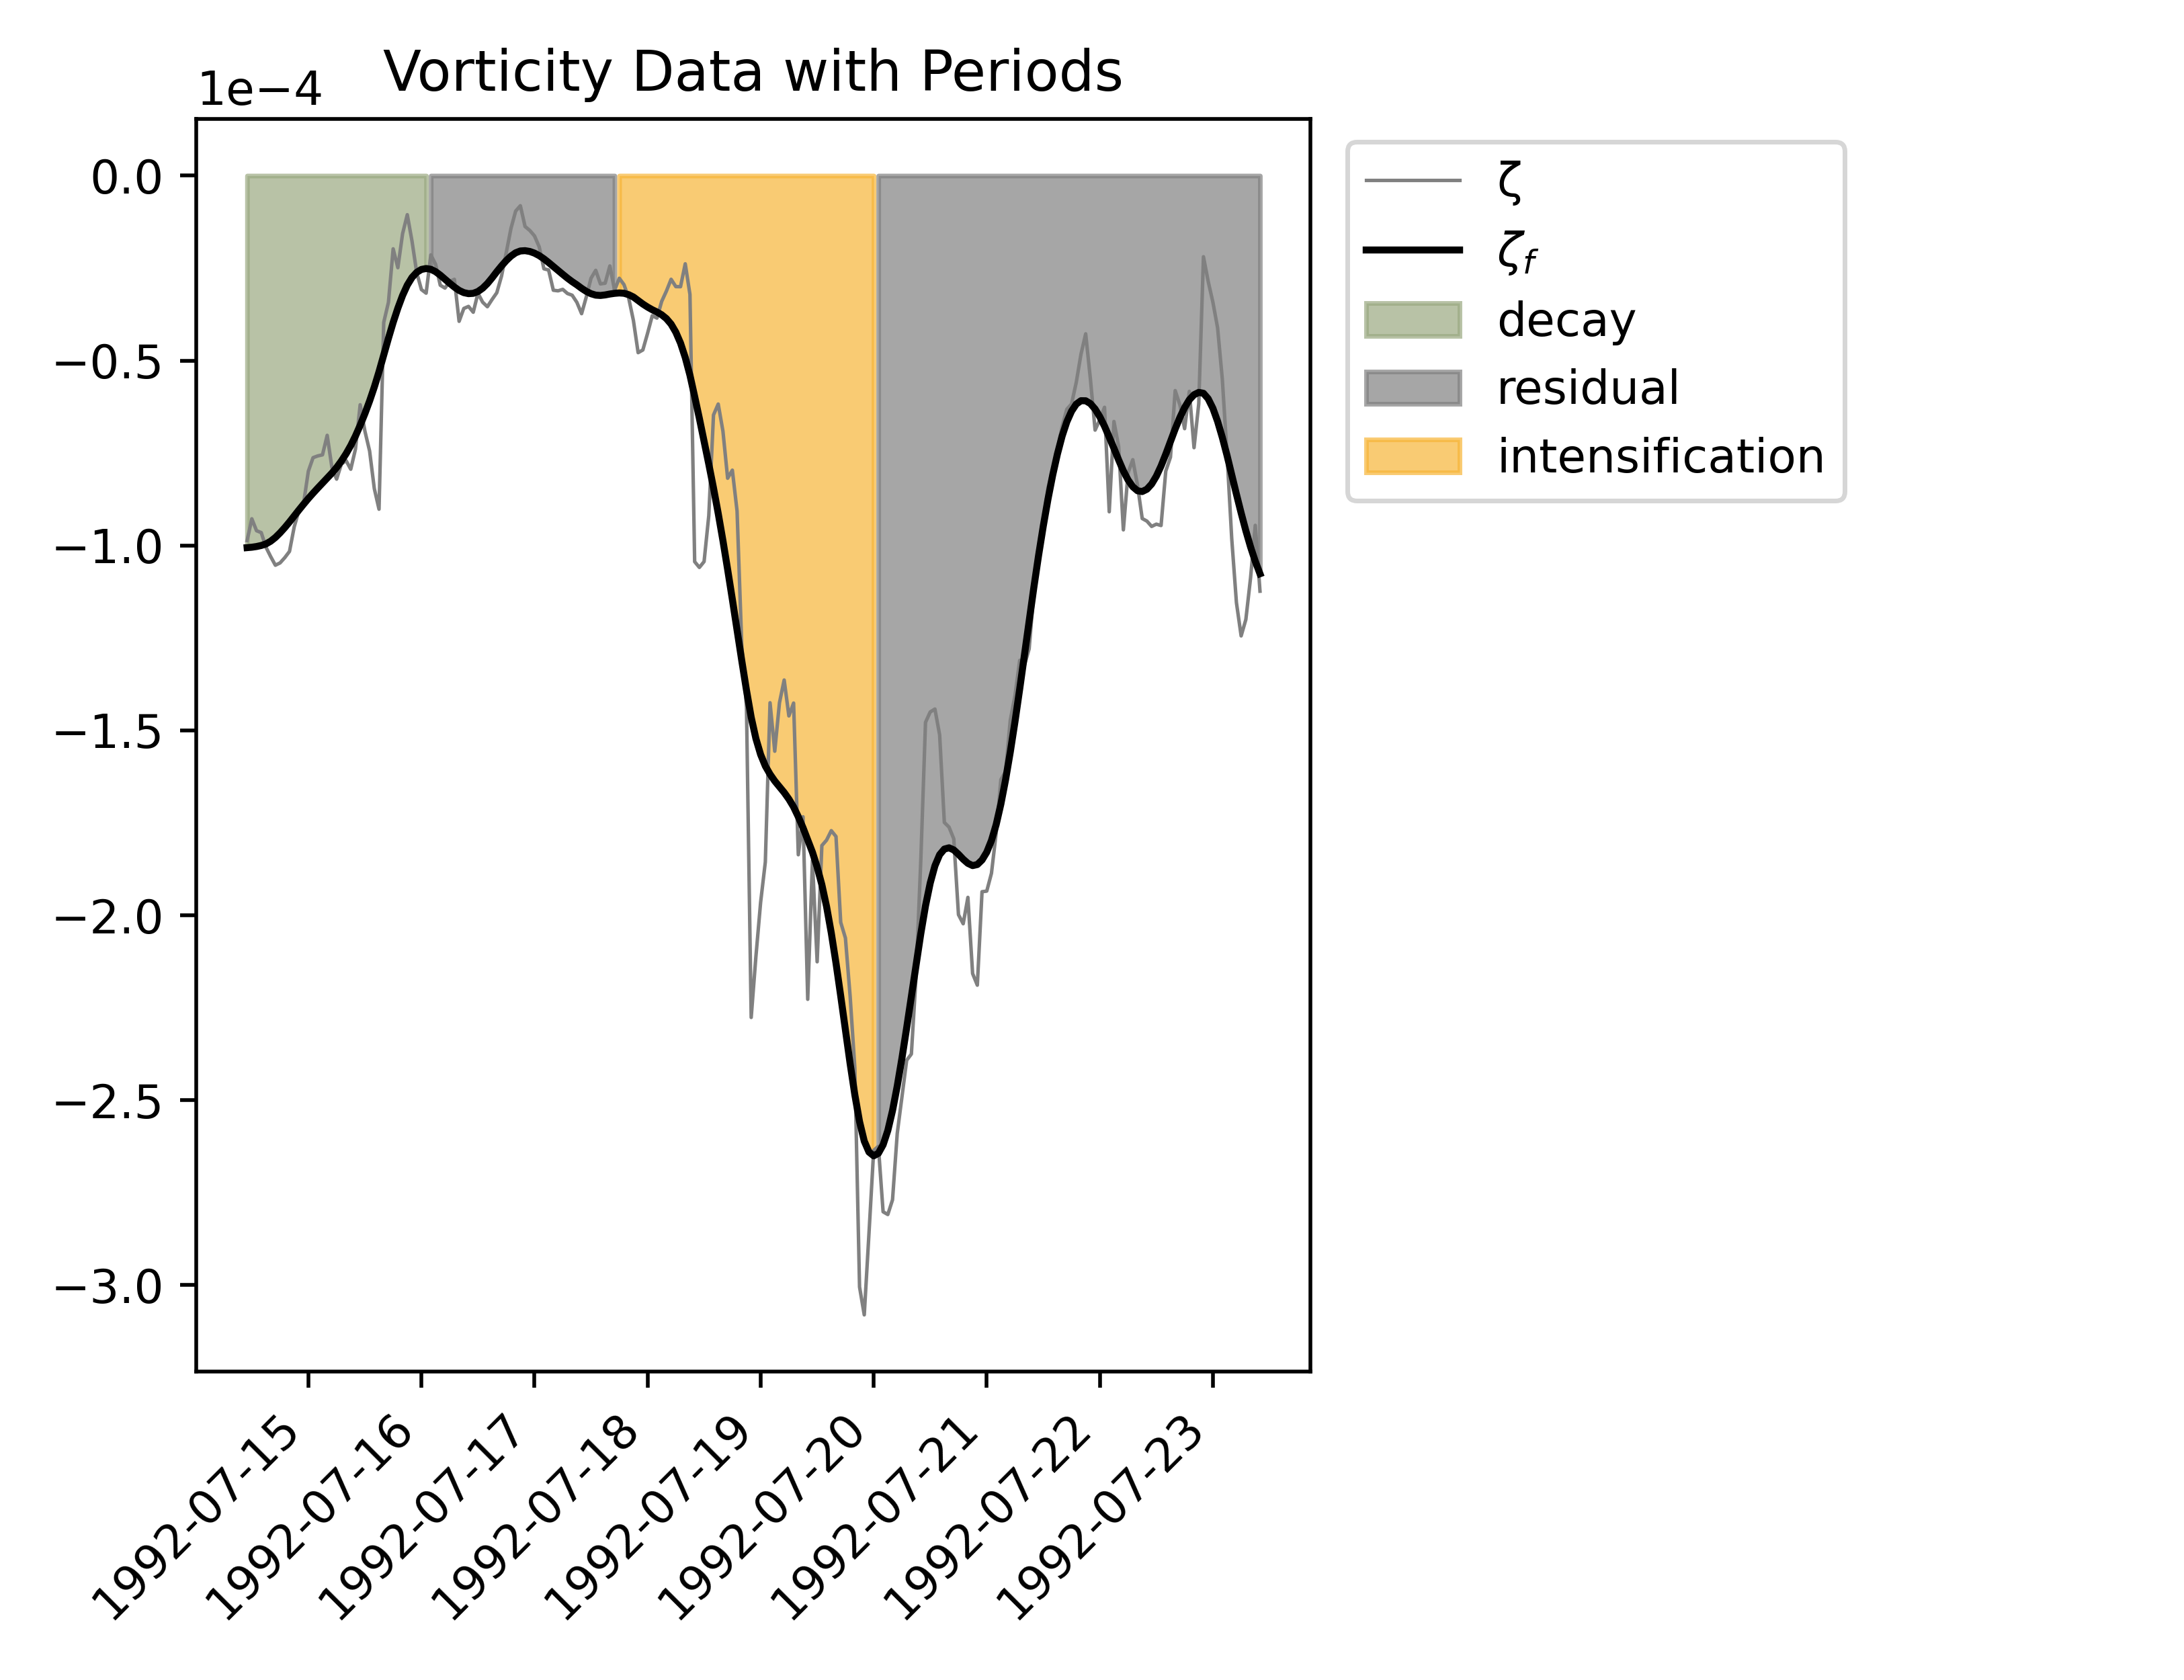 Vorticity Data with Periods
1e−4
0.0
−0.5
−1.0
−1.5
−2.0
−2.5
−3.0
1992-07-15
1992-07-16
1992-07-17
1992-07-18
1992-07-19
1992-07-20
1992-07-21
1992-07-22
1992-07-23
ζ
ζf
decay
residual
intensification